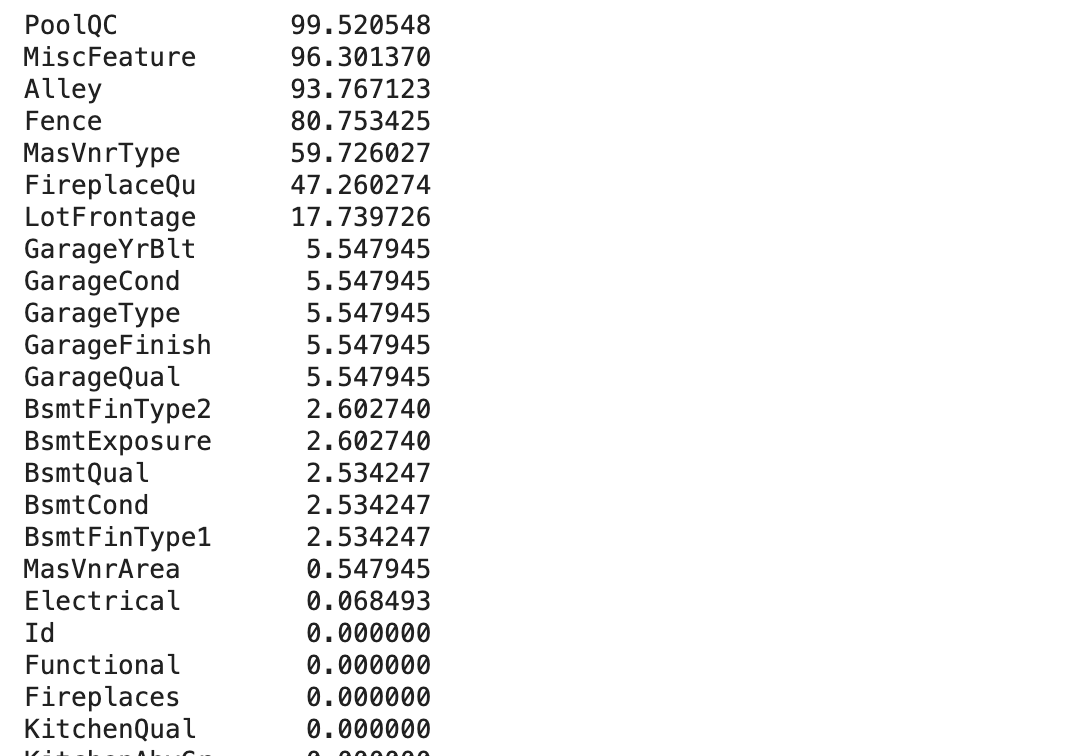 PoolQC 99.520548
MiscFeature 96.301370
Alley 93.767123
Fence 80.753425
MasVnrType 59.726027
FireplaceQu 47.260274
LotFrontage 17.739726
GarageYrBlt 5.547945
GarageCond 5.547945
GarageType 5.547945
GarageFinish 5.547945
GarageQual 5.547945
BsmtFinType2 2.602740
BsmtExposure 2.602740
BsmtQual 2.534247
BsmtCond 2.534247
BsmtFinType1 2.534247
MasVnrArea 0.547945
Electrical 0.068493
Id 0.000000
Functional 0.000000
Fireplaces 0.000000
KitchenQual 0.000000